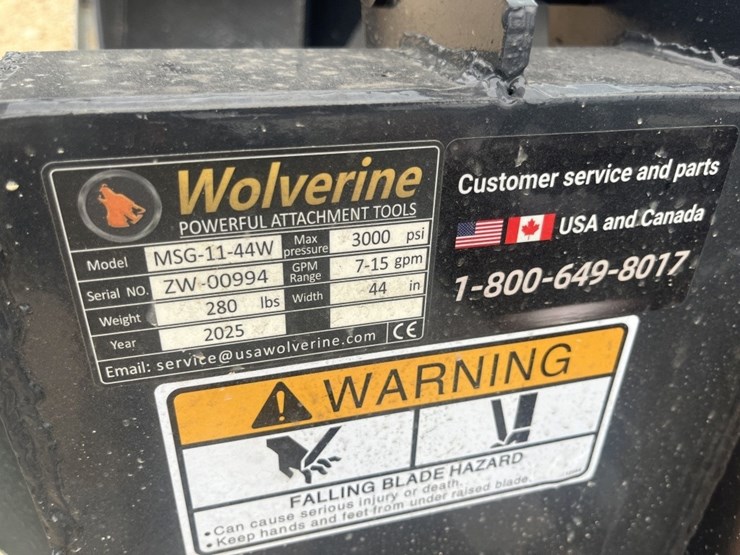 Wolverine
POWERFUL ATTACHMENT TOOLS
Model MSG-11-44W Max pressure 3000 psi
Serial NO. ZW-00994 GPM Range 7-15 gpm
Weight 280 lbs Width 44 in
Year 2025
Email: service@usawolverine.com CE
Customer service and parts
USA and Canada
1-800-649-8017
WARNING
FALLING BLADE HAZARD
• Can cause serious injury or death.
• Keep hands and feet from under raised blade.